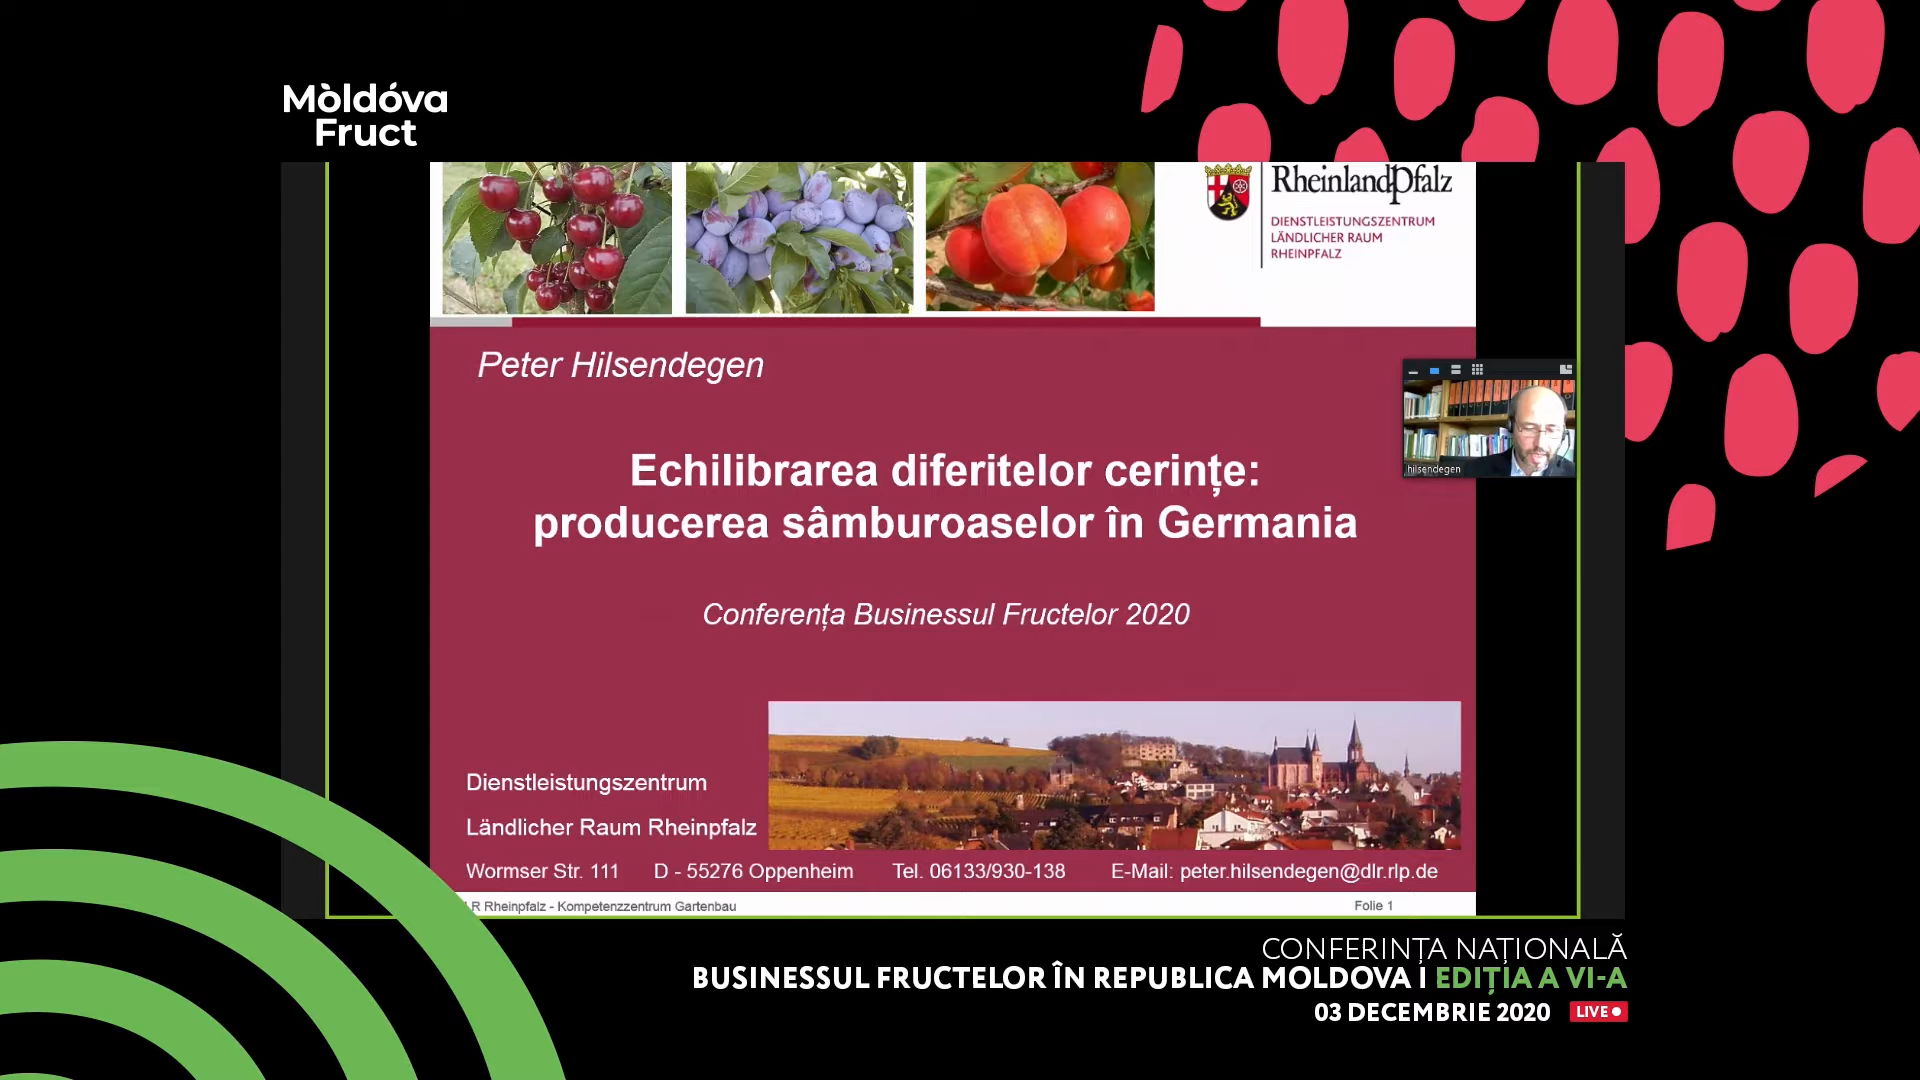 Mòldóva
Fruct
RheinlandPfalz
DIENSTLEISTUNGSZENTRUM
LÄNDLICHER RAUM
RHEINPFALZ
Peter Hilsendegen
hilsendegen
Echilibrarea diferitelor cerințe:
producerea sâmburoaselor în Germania
Conferența Businessul Fructelor 2020
Dienstleistungszentrum
Ländlicher Raum Rheinpfalz
Wormser Str. 111 D - 55276 Oppenheim Tel. 06133/930-138 E-Mail: peter.hilsendegen@dlr.rlp.de
LR Rheinpfalz - Kompetenzzentrum Gartenbau Folie 1
CONFERINȚA NAȚIONALĂ
BUSINESSUL FRUCTELOR ÎN REPUBLICA MOLDOVA I EDIȚIA A VI-A
03 DECEMBRIE 2020 LIVE